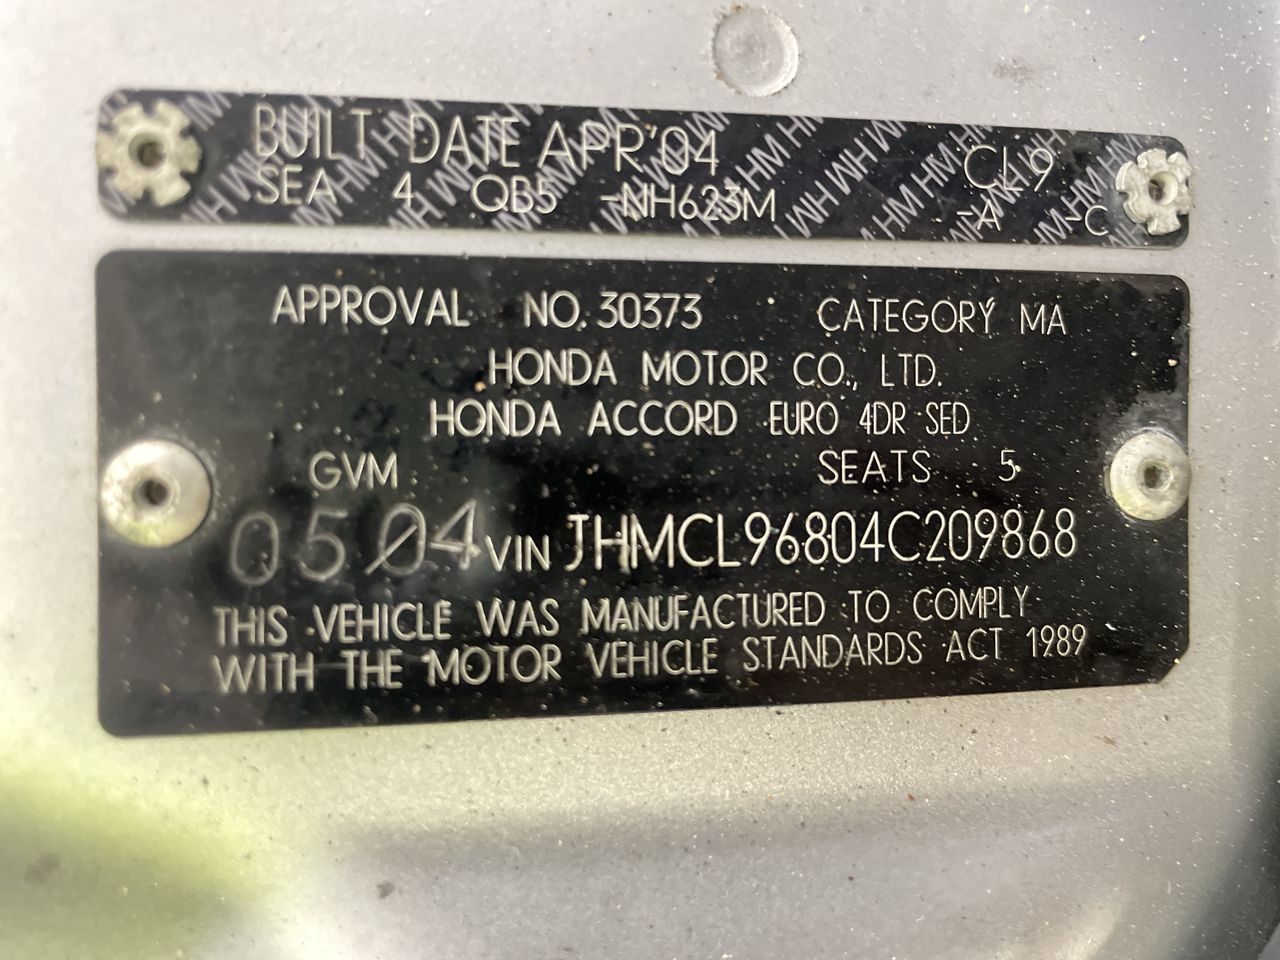 BUILT DATE APR'04 CL9
SEA 4 QB5 -NH623M -A -C
APPROVAL NO. 30373 CATEGORY MA
HONDA MOTOR CO., LTD.
HONDA ACCORD EURO 4DR SED
GVM SEATS 5
0504 VIN JHMCL96804C209868
THIS VEHICLE WAS MANUFACTURED TO COMPLY
WITH THE MOTOR VEHICLE STANDARDS ACT 1989